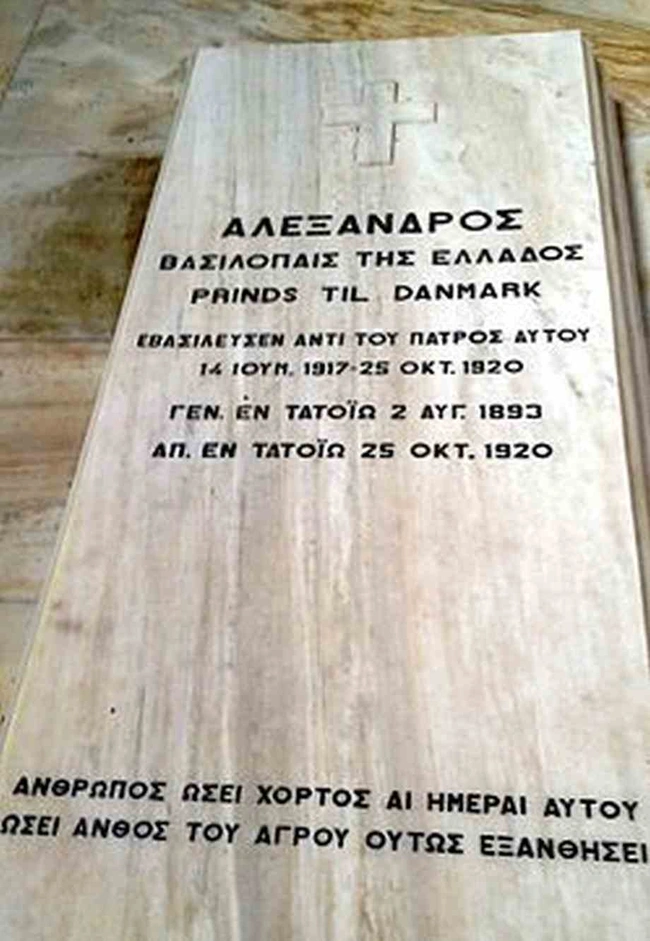 ΑΛΕΞΑΝΔΡΟΣ
ΒΑΣΙΛΟΠΑΙΣ ΤΗΣ ΕΛΛΑΔΟΣ
PRINDS TIL DANMARK
ΕΒΑΣΙΛΕΥΣΕΝ ΑΝΤΙ ΤΟΥ ΠΑΤΡΟΣ ΑΥΤΟΥ
14 ΙΟΥΝ. 1917-25 ΟΚΤ. 1920
ΓΕΝ. ΕΝ ΤΑΤΟΪΩ 2 ΑΥΓ. 1893
ΑΠ. ΕΝ ΤΑΤΟΪΩ 25 ΟΚΤ. 1920
ΑΝΘΡΩΠΟΣ ΩΣΕΙ ΧΟΡΤΟΣ ΑΙ ΗΜΕΡΑΙ ΑΥΤΟΥ
ΩΣΕΙ ΑΝΘΟΣ ΤΟΥ ΑΓΡΟΥ ΟΥΤΩΣ ΕΞΑΝΘΗΣΕΙ